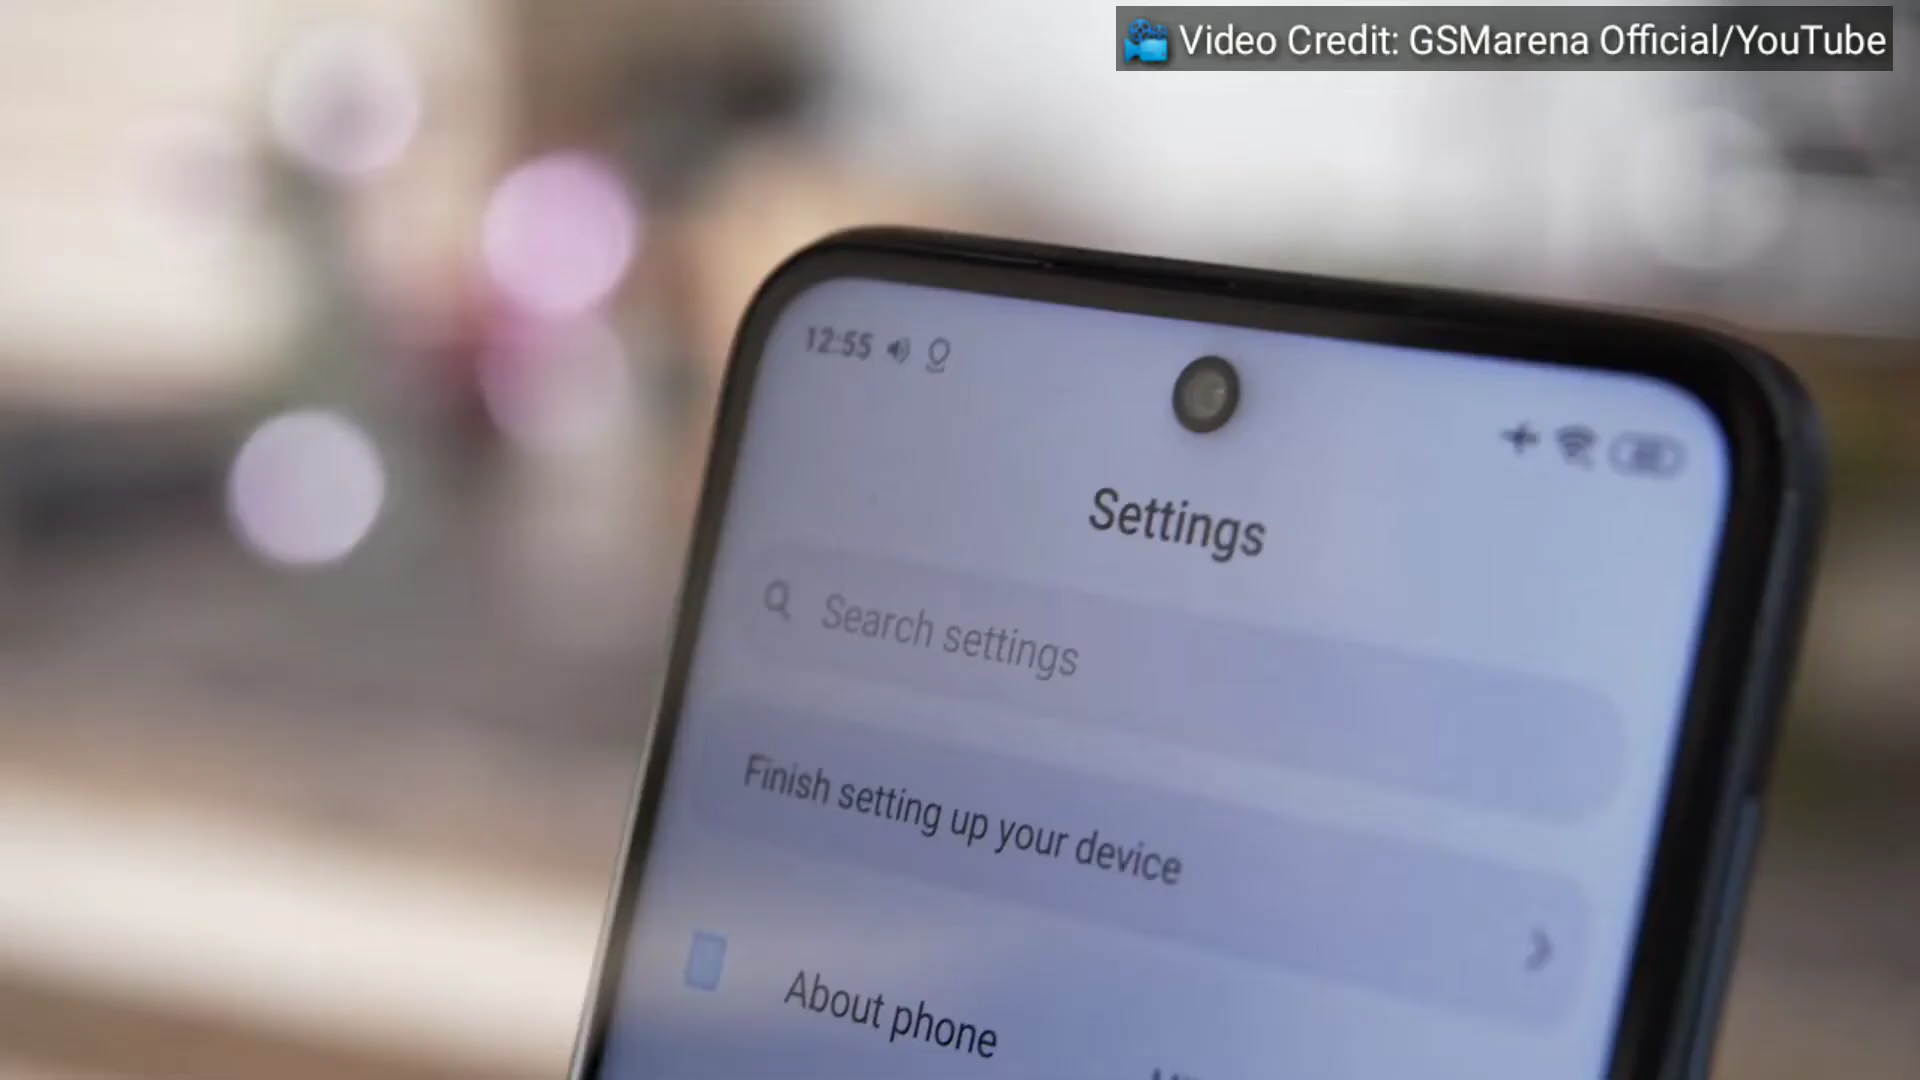 Video Credit: GSMarena Official/YouTube
12:55
Settings
Search settings
Finish setting up your device
About phone